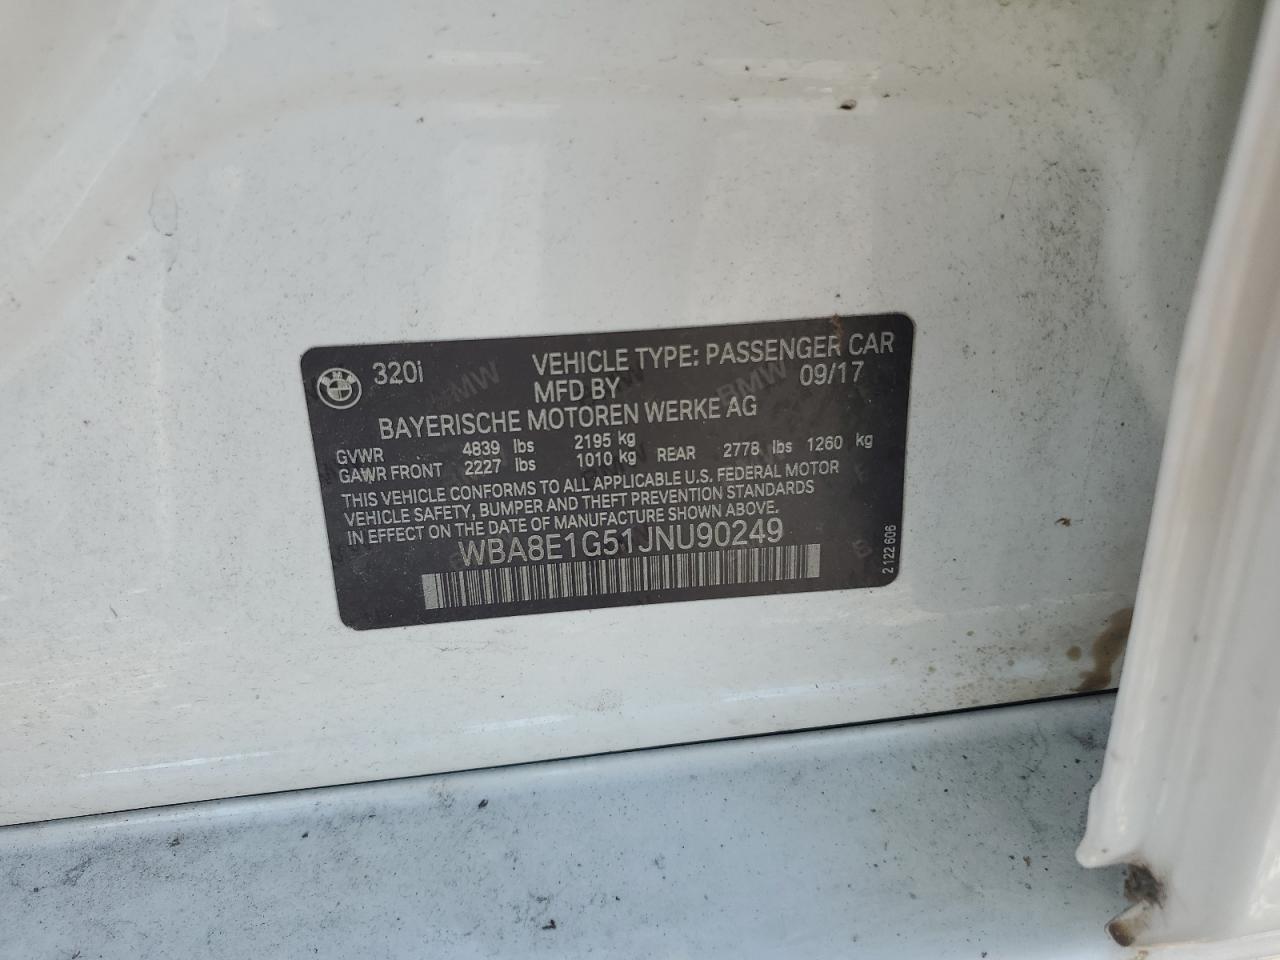 BMW 320i VEHICLE TYPE: PASSENGER CAR
MFD BY 09/17
BAYERISCHE MOTOREN WERKE AG
GVWR 4839 lbs 2195 kg
GAWR FRONT 2227 lbs 1010 kg REAR 2778 lbs 1260 kg
THIS VEHICLE CONFORMS TO ALL APPLICABLE U.S. FEDERAL MOTOR
VEHICLE SAFETY, BUMPER AND THEFT PREVENTION STANDARDS
IN EFFECT ON THE DATE OF MANUFACTURE SHOWN ABOVE.
WBA8E1G51JNU90249
2 122 606